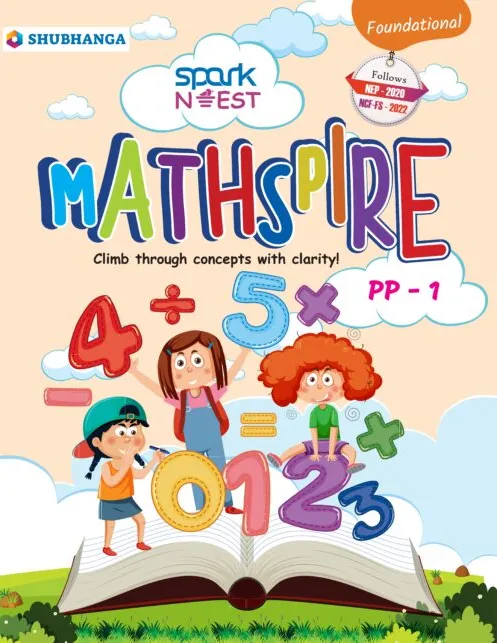 SHUBHANGA
Foundational
spark
NEST
Follows
NEP - 2020
NCF-FS - 2022
MATHSPIRE
Climb through concepts with clarity!
PP - 1
4 ÷ 5 ×
- = +
0 1 2 3